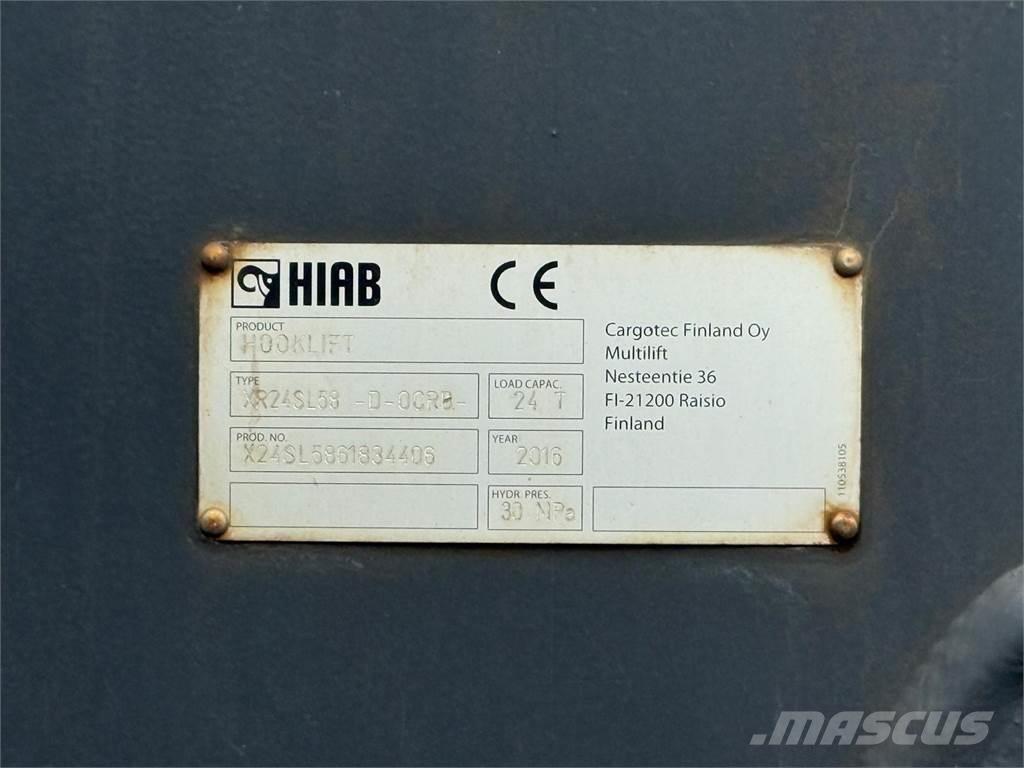 HIAB CE
PRODUCT
HOOKLIFT
TYPE
XR24SL58 -D-OCRB-
LOAD CAPAC.
24 T
PROD. NO.
X24SL5861834406
YEAR
2016
HYDR PRES.
30 MPa
Cargotec Finland Oy
Multilift
Nesteentie 36
FI-21200 Raisio
Finland
110538105
MASCUS